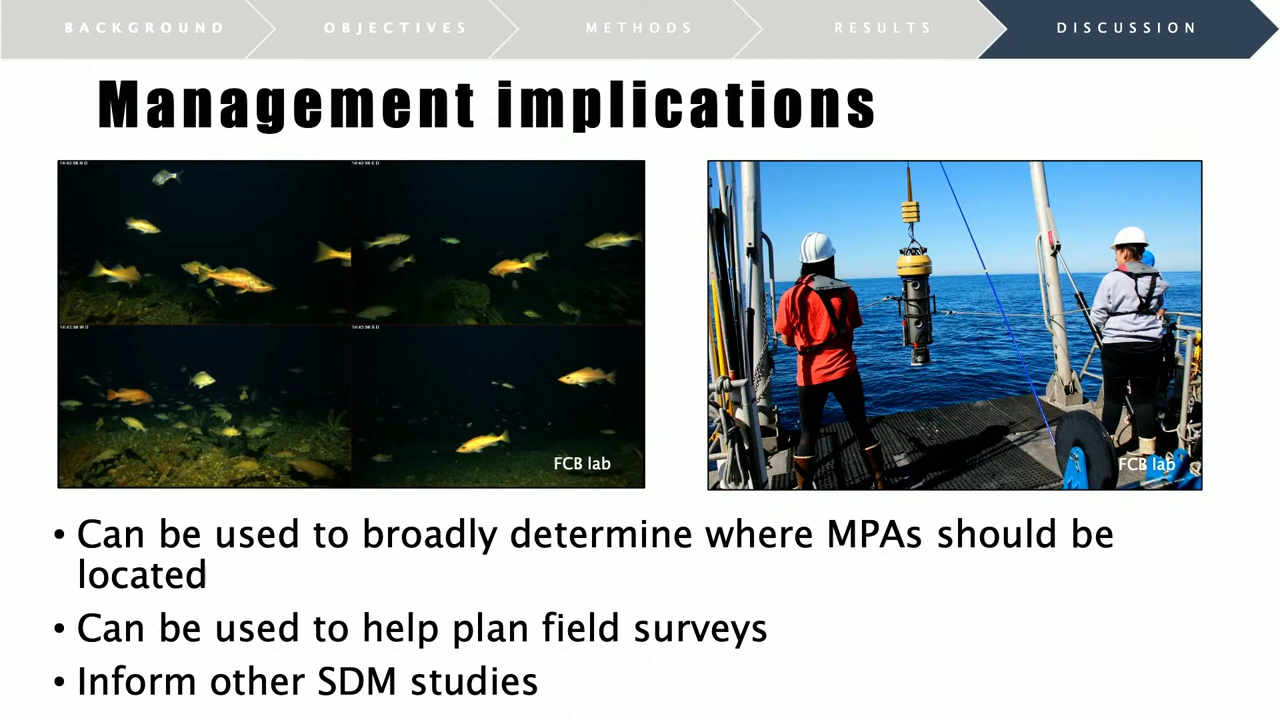 BACKGROUND
OBJECTIVES
METHODS
RESULTS
DISCUSSION
Management implications
FCB lab
FCB lab
• Can be used to broadly determine where MPAs should be
located
• Can be used to help plan field surveys
• Inform other SDM studies